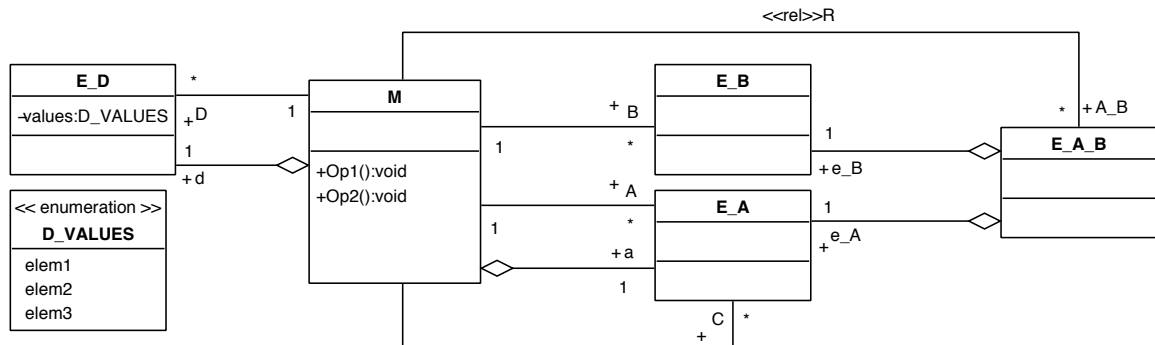 <<rel>>R
E_D
-values:D_VALUES
*
+D
1
1
+d
M
+Op1():void
+Op2():void
<< enumeration >>
D_VALUES
elem1
elem2
elem3
+
B
1
*
E_B
1
+e_B
+
A
1
*
E_A
1
e_A
+
+a
1
*
+A_B
E_A_B
C
*
+